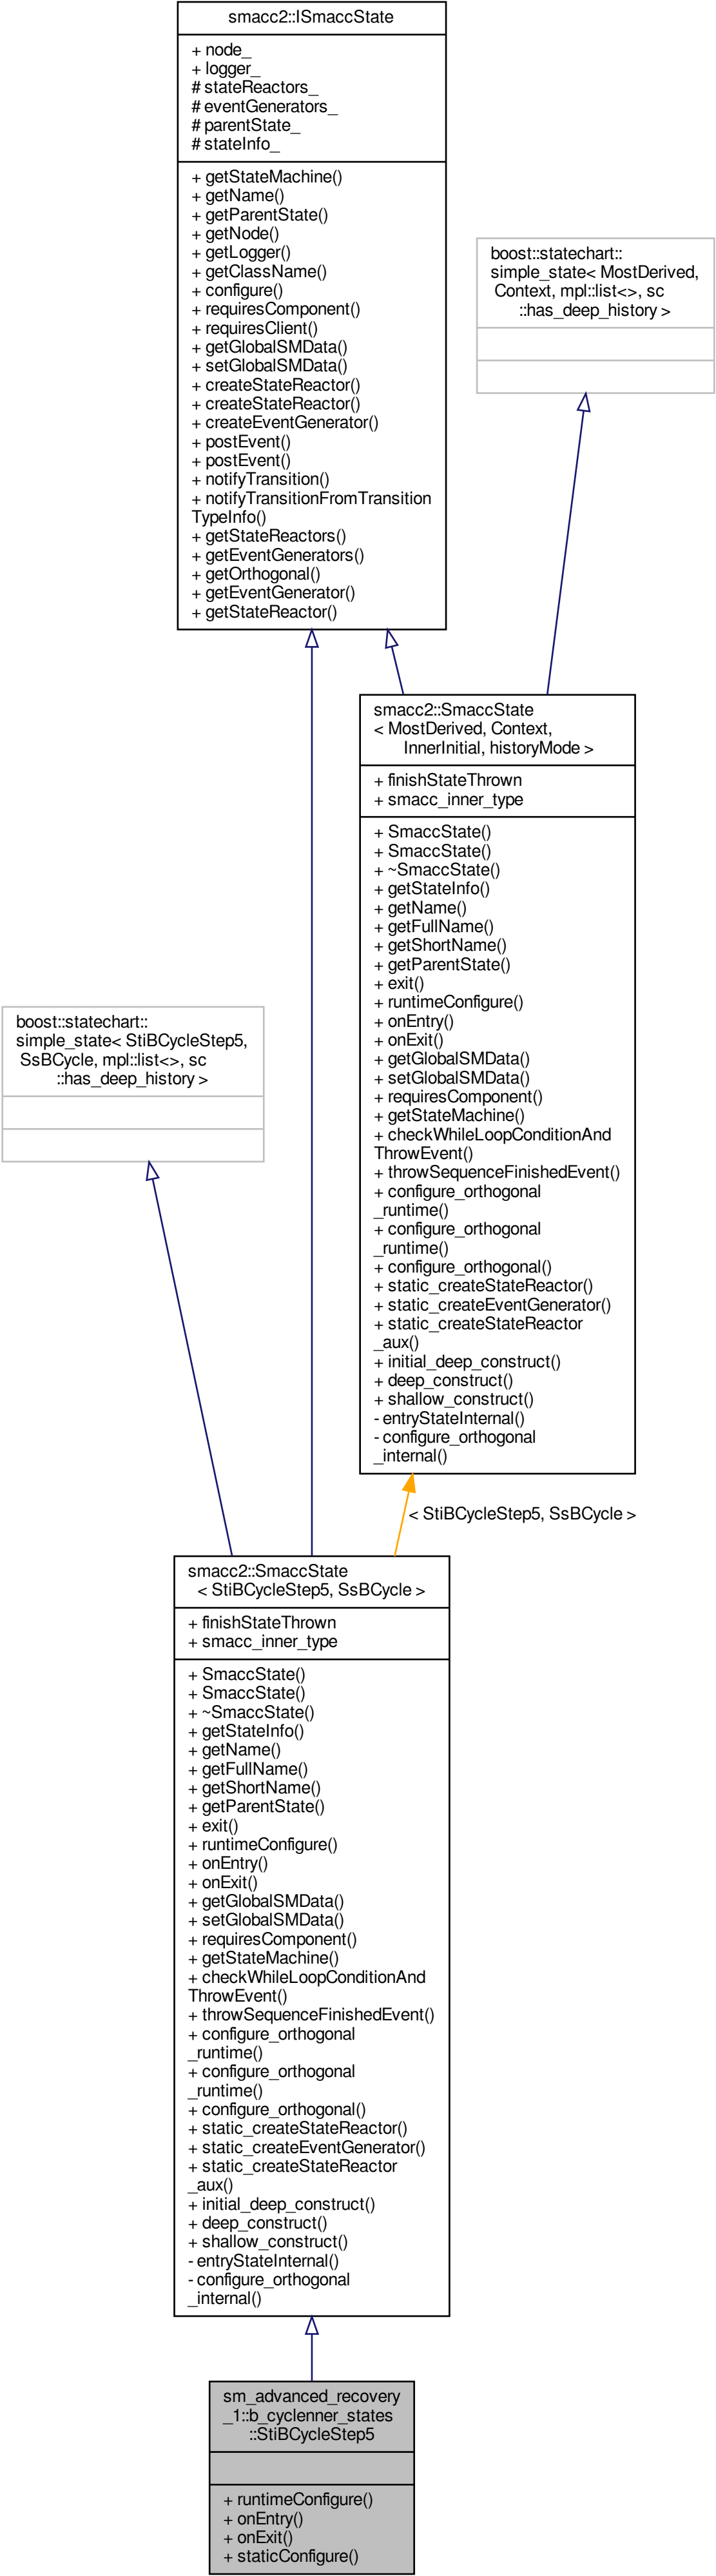 smacc2::ISmaccState
+ node_
+ logger_
# stateReactors_
# eventGenerators_
# parentState_
# stateInfo_
+ getStateMachine()
+ getName()
+ getParentState()
+ getNode()
+ getLogger()
+ getClassName()
+ configure()
+ requiresComponent()
+ requiresClient()
+ getGlobalSMData()
+ setGlobalSMData()
+ createStateReactor()
+ createStateReactor()
+ createEventGenerator()
+ postEvent()
+ postEvent()
+ notifyTransition()
+ notifyTransitionFromTransition
TypeInfo()
+ getStateReactors()
+ getEventGenerators()
+ getOrthogonal()
+ getEventGenerator()
+ getStateReactor()
boost::statechart::
simple_state< MostDerived,
Context, mpl::list<>, sc
::has_deep_history >
smacc2::SmaccState
< MostDerived, Context,
InnerInitial, historyMode >
+ finishStateThrown
+ smacc_inner_type
+ SmaccState()
+ SmaccState()
+ ~SmaccState()
+ getStateInfo()
+ getName()
+ getFullName()
+ getShortName()
+ getParentState()
+ exit()
+ runtimeConfigure()
+ onEntry()
+ onExit()
+ getGlobalSMData()
+ setGlobalSMData()
+ requiresComponent()
+ getStateMachine()
+ checkWhileLoopConditionAnd
ThrowEvent()
+ throwSequenceFinishedEvent()
+ configure_orthogonal
_runtime()
+ configure_orthogonal
_runtime()
+ configure_orthogonal()
+ static_createStateReactor()
+ static_createEventGenerator()
+ static_createStateReactor
_aux()
+ initial_deep_construct()
+ deep_construct()
+ shallow_construct()
- entryStateInternal()
- configure_orthogonal
_internal()
boost::statechart::
simple_state< StiBCycleStep5,
SsBCycle, mpl::list<>, sc
::has_deep_history >
< StiBCycleStep5, SsBCycle >
smacc2::SmaccState
< StiBCycleStep5, SsBCycle >
+ finishStateThrown
+ smacc_inner_type
+ SmaccState()
+ SmaccState()
+ ~SmaccState()
+ getStateInfo()
+ getName()
+ getFullName()
+ getShortName()
+ getParentState()
+ exit()
+ runtimeConfigure()
+ onEntry()
+ onExit()
+ getGlobalSMData()
+ setGlobalSMData()
+ requiresComponent()
+ getStateMachine()
+ checkWhileLoopConditionAnd
ThrowEvent()
+ throwSequenceFinishedEvent()
+ configure_orthogonal
_runtime()
+ configure_orthogonal
_runtime()
+ configure_orthogonal()
+ static_createStateReactor()
+ static_createEventGenerator()
+ static_createStateReactor
_aux()
+ initial_deep_construct()
+ deep_construct()
+ shallow_construct()
- entryStateInternal()
- configure_orthogonal
_internal()
sm_advanced_recovery
_1::b_cyclenner_states
::StiBCycleStep5
+ runtimeConfigure()
+ onEntry()
+ onExit()
+ staticConfigure()